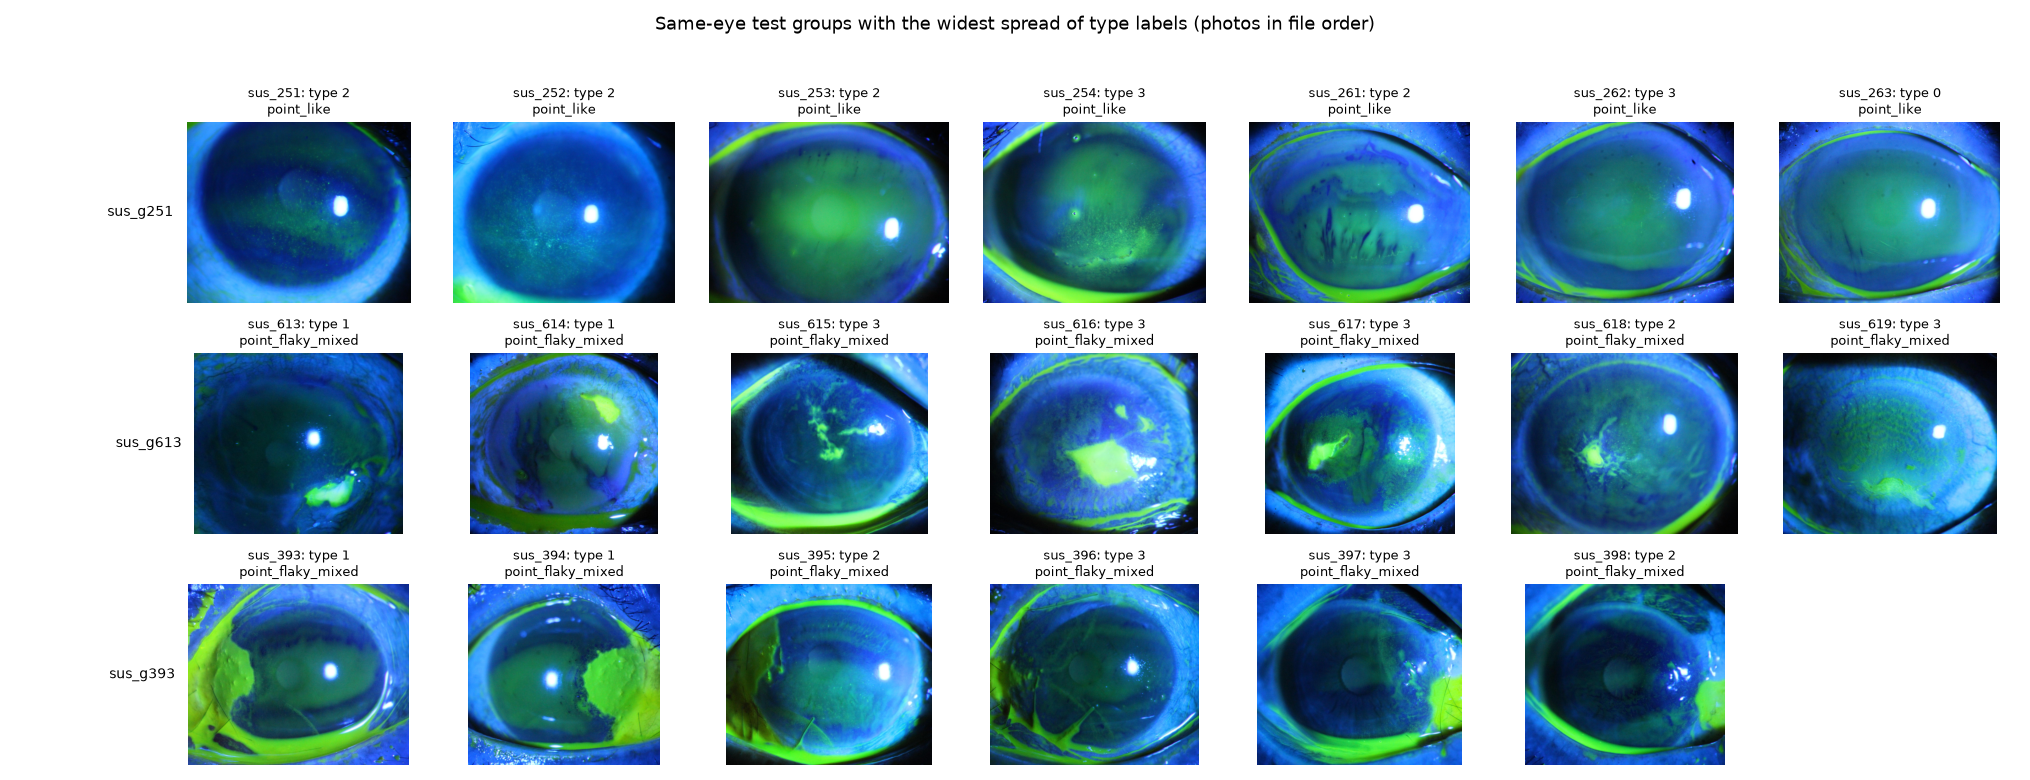 Same-eye test groups with the widest spread of type labels (photos in file order)
sus_251: type 2
point_like
sus_252: type 2
point_like
sus_253: type 2
point_like
sus_254: type 3
point_like
sus_261: type 2
point_like
sus_262: type 3
point_like
sus_263: type 0
point_like
sus_g251
sus_613: type 1
point_flaky_mixed
sus_614: type 1
point_flaky_mixed
sus_615: type 3
point_flaky_mixed
sus_616: type 3
point_flaky_mixed
sus_617: type 3
point_flaky_mixed
sus_618: type 2
point_flaky_mixed
sus_619: type 3
point_flaky_mixed
sus_g613
sus_393: type 1
point_flaky_mixed
sus_394: type 1
point_flaky_mixed
sus_395: type 2
point_flaky_mixed
sus_396: type 3
point_flaky_mixed
sus_397: type 3
point_flaky_mixed
sus_398: type 2
point_flaky_mixed
sus_g393